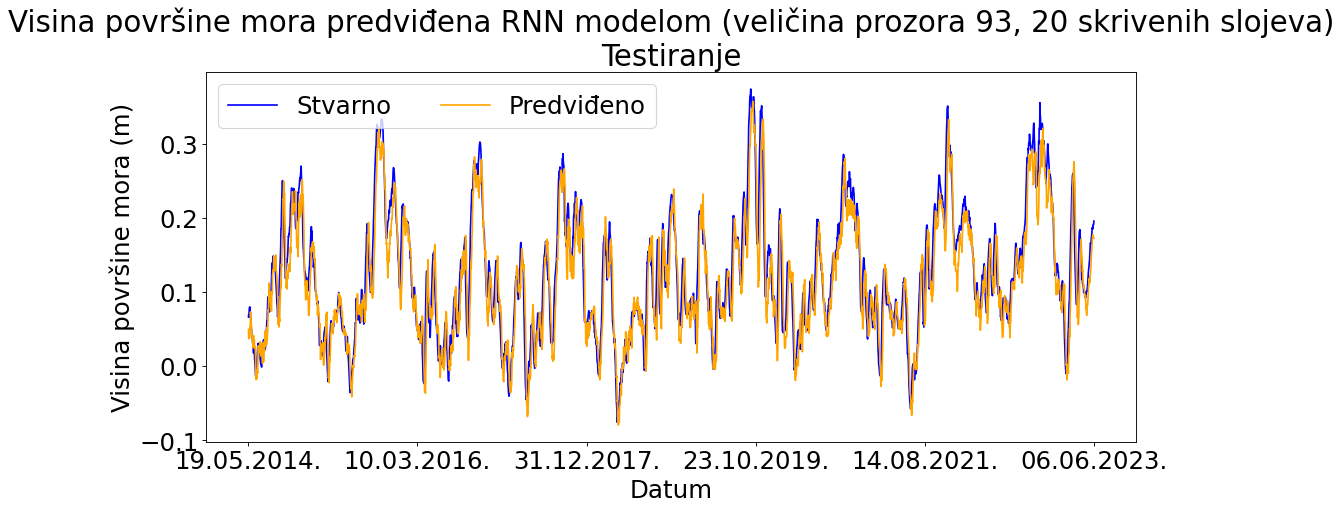 Visina površine mora predviđena RNN modelom (veličina prozora 93, 20 skrivenih slojeva)
Testiranje
Stvarno
Predviđeno
Visina površine mora (m)
0.3
0.2
0.1
0.0
−0.1
19.05.2014.
10.03.2016.
31.12.2017.
23.10.2019.
14.08.2021.
06.06.2023.
Datum